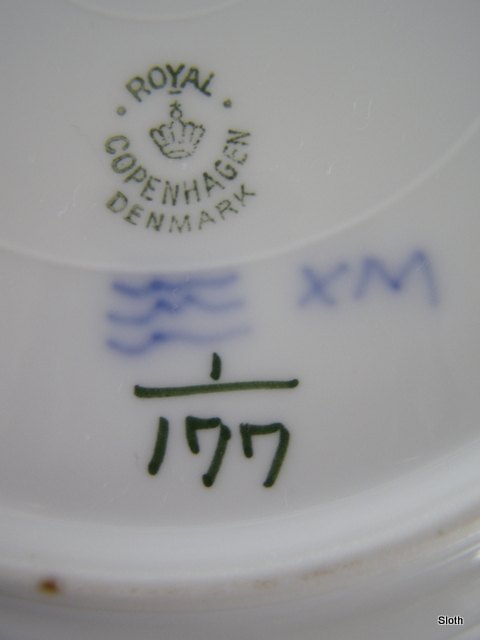 ROYAL
COPENHAGEN
DENMARK
XM
1
177
Sloth